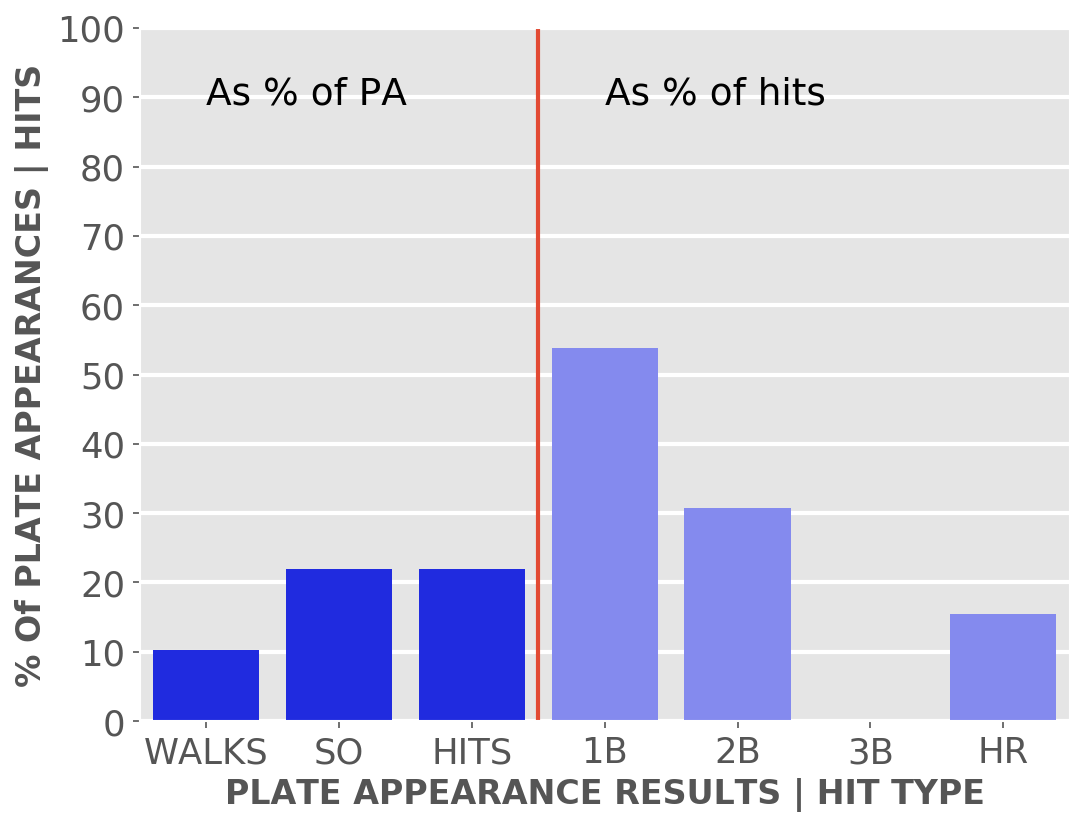 % Of PLATE APPEARANCES | HITS
100
90
80
70
60
50
40
30
20
10
0
As % of PA
As % of hits
WALKS SO HITS 1B 2B 3B HR
PLATE APPEARANCE RESULTS | HIT TYPE